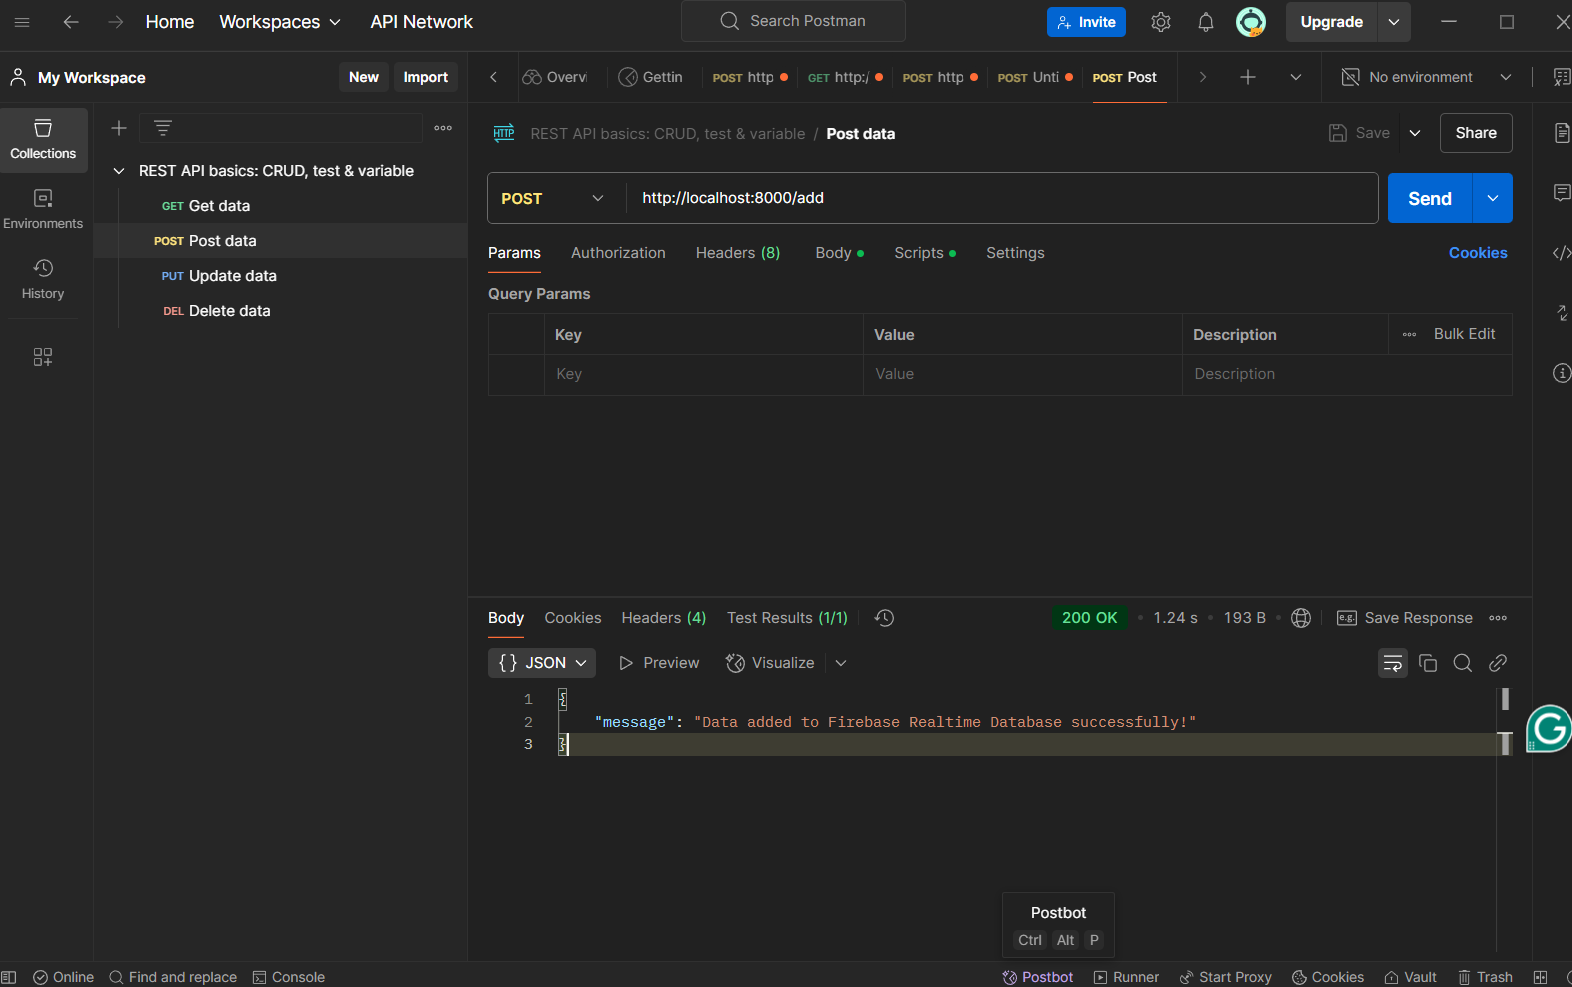 Home Workspaces API Network Search Postman Invite Upgrade
My Workspace New Import Overvi Gettin POST http GET http:/ POST http POST Unti POST Post No environment
Collections
Environments
History
REST API basics: CRUD, test & variable
GET Get data
POST Post data
PUT Update data
DEL Delete data
HTTP REST API basics: CRUD, test & variable / Post data Save Share
POST http://localhost:8000/add Send
Params Authorization Headers (8) Body Scripts Settings Cookies
Query Params
Key Value Description Bulk Edit
Key Value Description
Body Cookies Headers (4) Test Results (1/1) 200 OK 1.24 s 193 B e.g. Save Response
{} JSON Preview Visualize
1 {
2 "message": "Data added to Firebase Realtime Database successfully!"
3 }
G
Postbot
Ctrl Alt P
Online Find and replace Console Postbot Runner Start Proxy Cookies Vault Trash